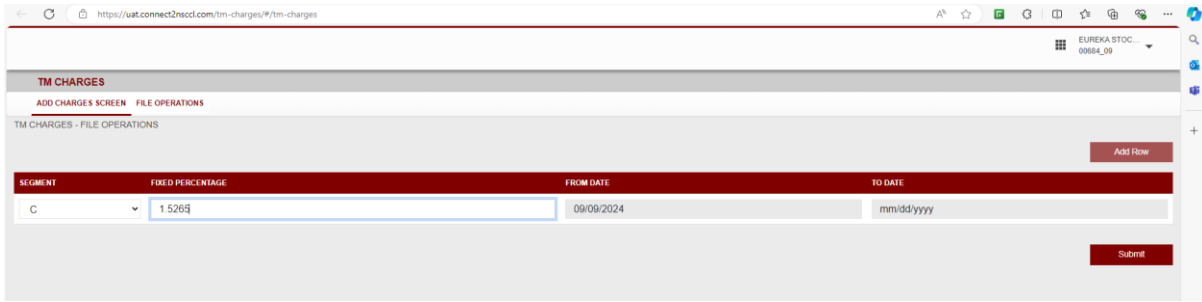 https://uat.connect2nsccl.com/tm-charges/#/tm-charges
EUREKA STOC...
00684_09
TM CHARGES
ADD CHARGES SCREEN FILE OPERATIONS
TM CHARGES - FILE OPERATIONS
Add Row
SEGMENT FIXED PERCENTAGE FROM DATE TO DATE
C 1.5265 09/09/2024 mm/dd/yyyy
Submit